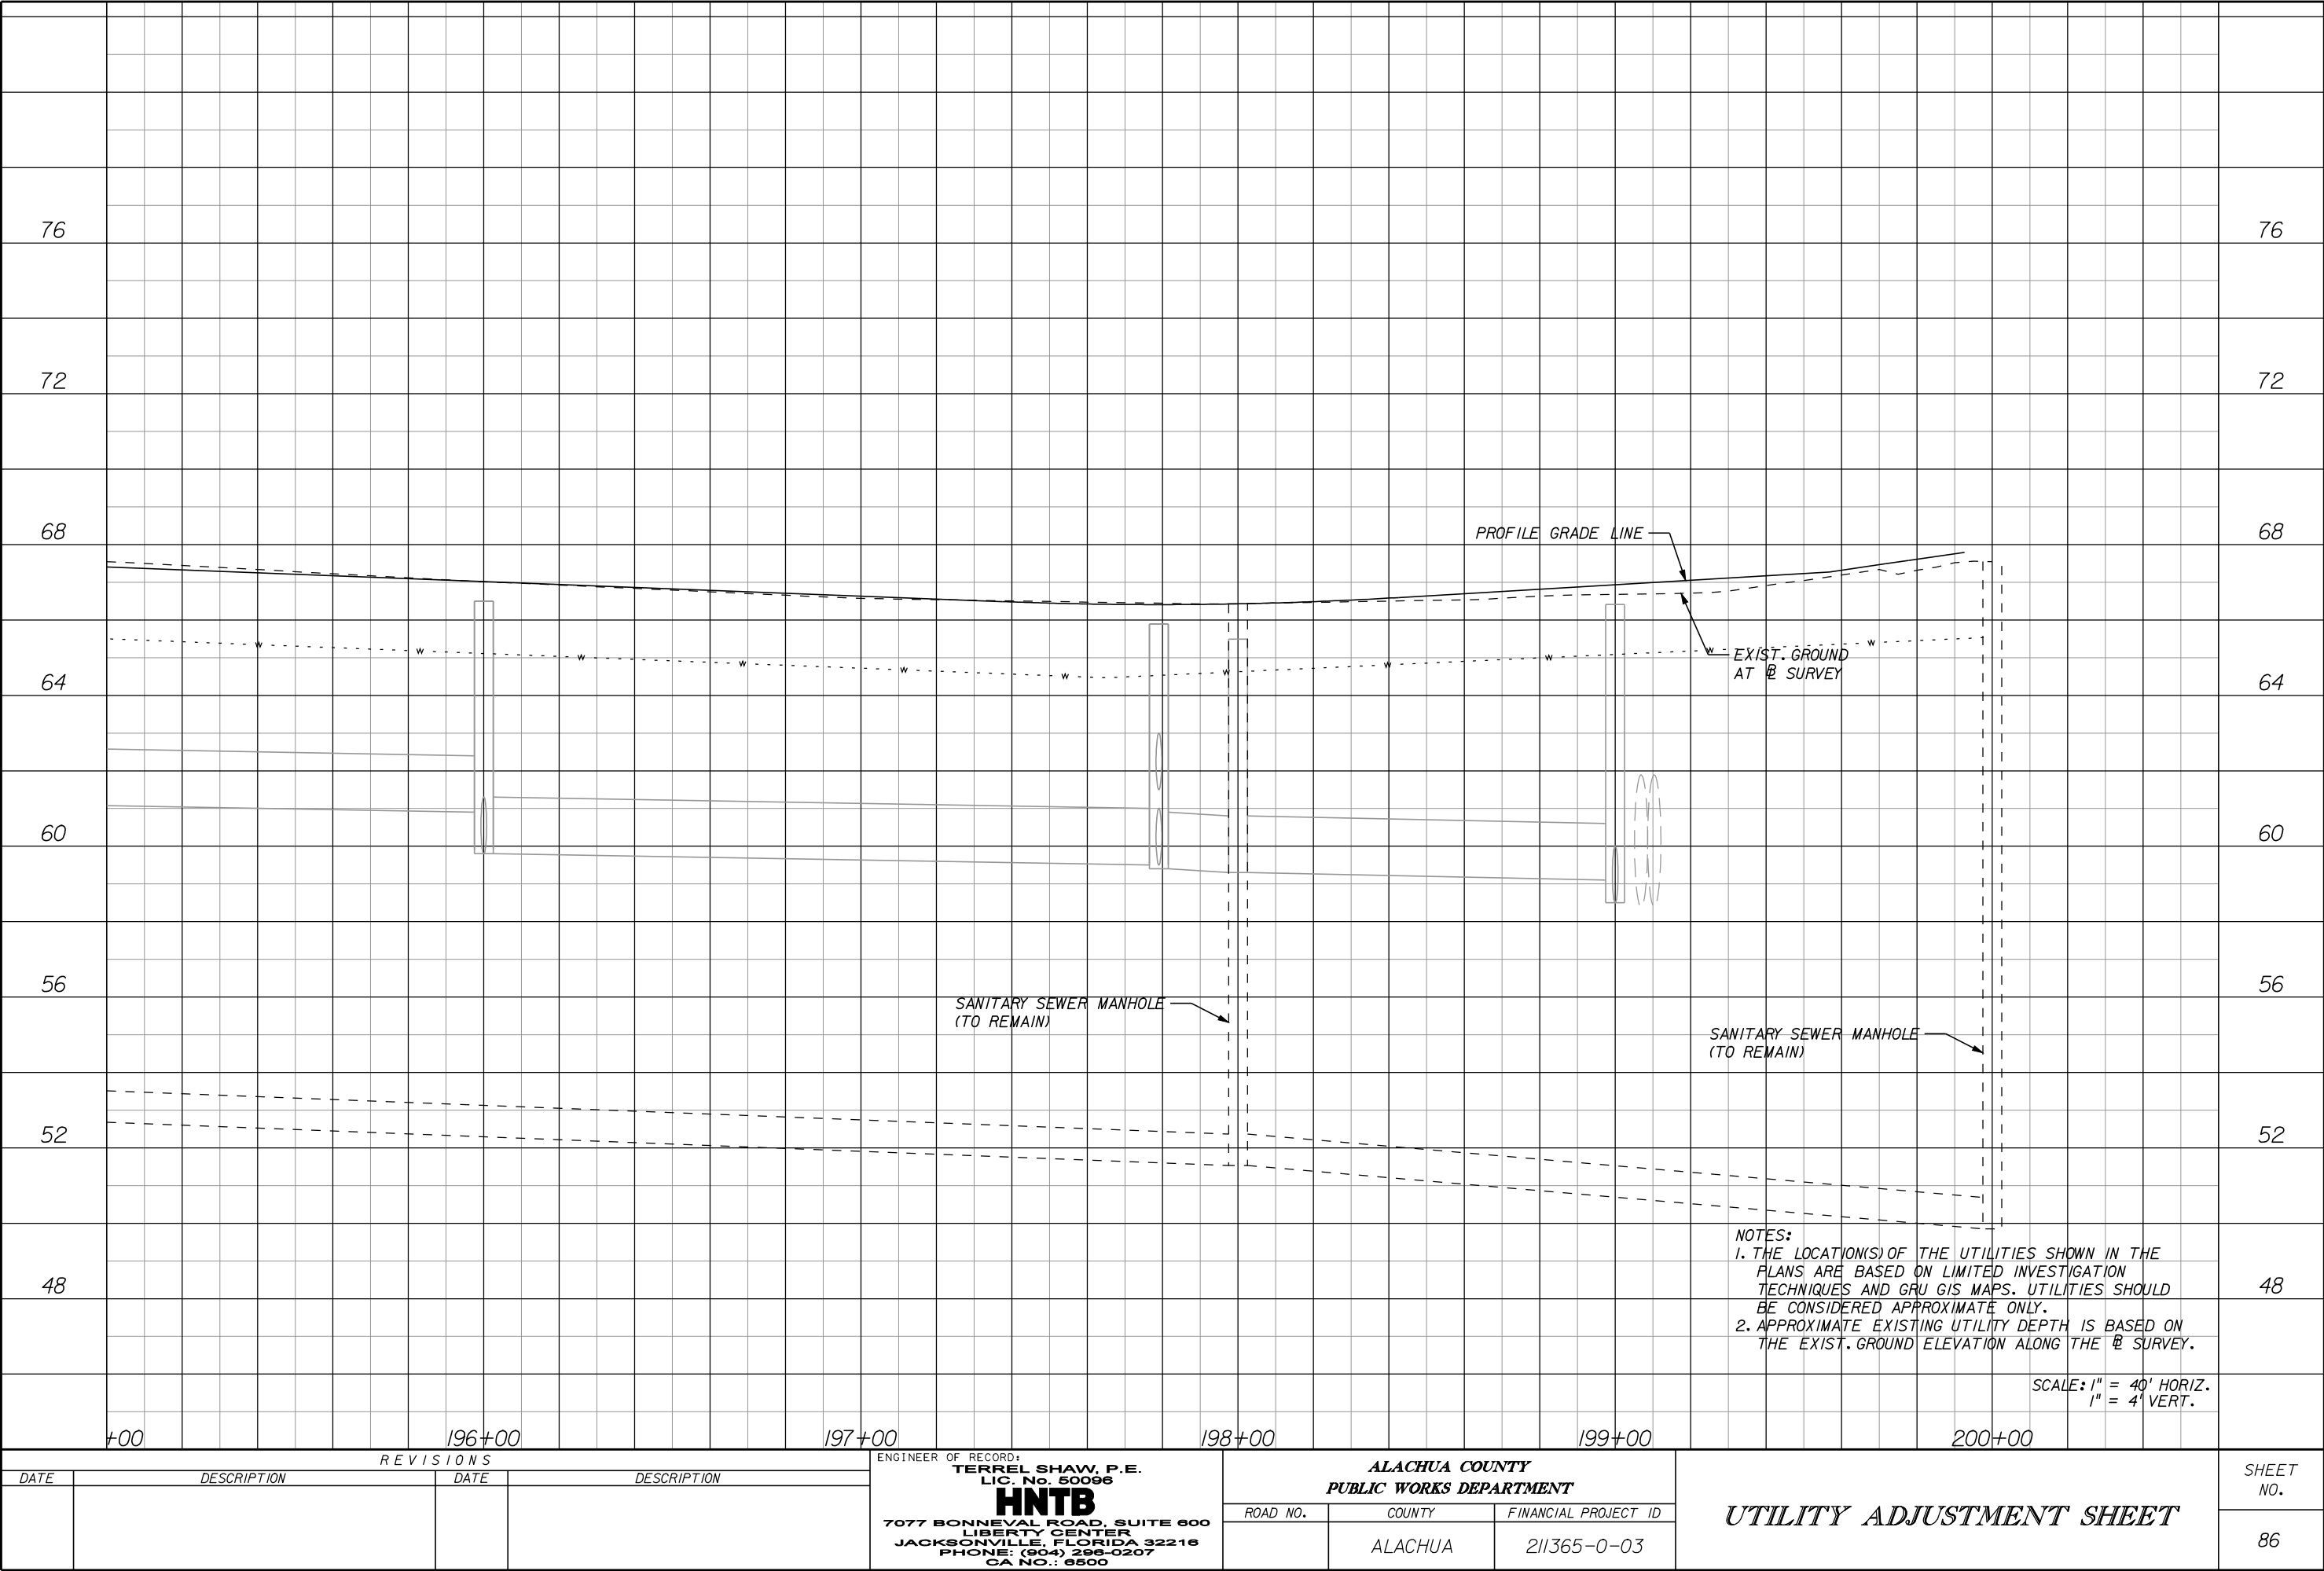 76
76
72
72
68
68
PROFILE GRADE LINE
64
64
EXIST. GROUND
AT BL SURVEY
60
60
56
56
SANITARY SEWER MANHOLE
(TO REMAIN)
SANITARY SEWER MANHOLE
(TO REMAIN)
52
52
48
48
NOTES:
1. THE LOCATION(S) OF THE UTILITIES SHOWN IN THE
PLANS ARE BASED ON LIMITED INVESTIGATION
TECHNIQUES AND GRU GIS MAPS. UTILITIES SHOULD
BE CONSIDERED APPROXIMATE ONLY.
2. APPROXIMATE EXISTING UTILITY DEPTH IS BASED ON
THE EXIST. GROUND ELEVATION ALONG THE BL SURVEY.
SCALE: 1" = 40' HORIZ.
1" = 4' VERT.
+00 196+00 197+00 198+00 199+00 200+00
REVISIONS
DATE DESCRIPTION DATE DESCRIPTION
ENGINEER OF RECORD:
TERREL SHAW, P.E.
LIC. No. 50096
HNTB
7077 BONNEVAL ROAD, SUITE 600
LIBERTY CENTER
JACKSONVILLE, FLORIDA 32216
PHONE: (904) 296-0207
CA NO.: 6500
ALACHUA COUNTY
PUBLIC WORKS DEPARTMENT
ROAD NO. COUNTY FINANCIAL PROJECT ID
ALACHUA 211365-0-03
UTILITY ADJUSTMENT SHEET
SHEET
NO.
86